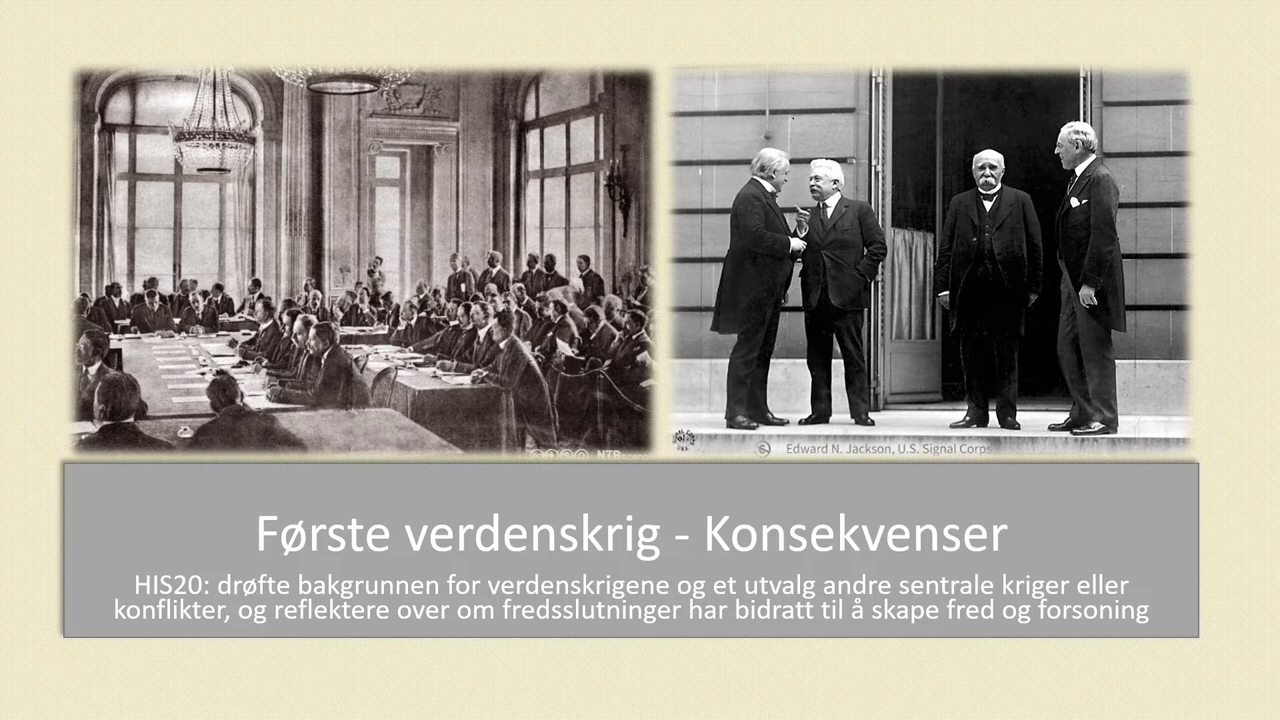 NTB
Edward N. Jackson, U.S. Signal Corps
Første verdenskrig - Konsekvenser
HIS20: drøfte bakgrunnen for verdenskrigene og et utvalg andre sentrale kriger eller
konflikter, og reflektere over om fredsslutninger har bidratt til å skape fred og forsoning